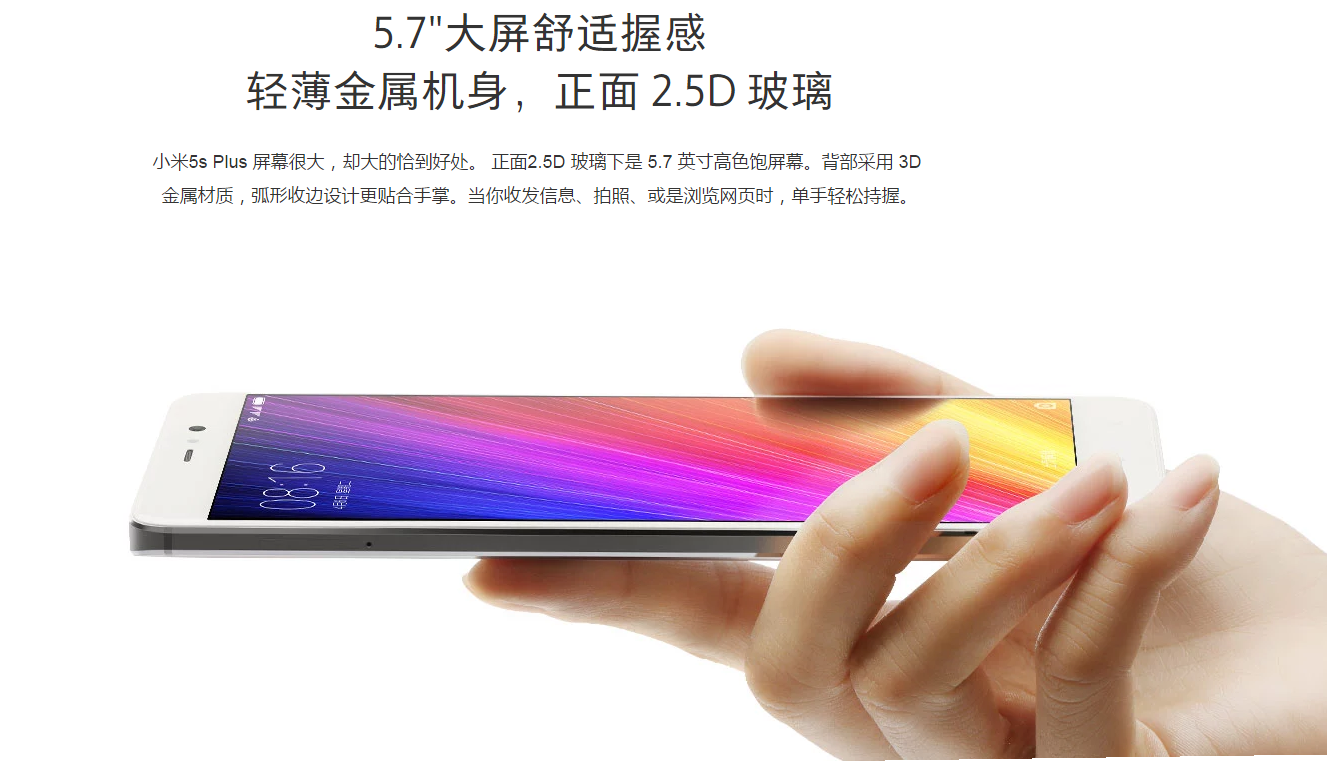 5.7"大屏舒适握感
轻薄金属机身，正面 2.5D 玻璃
小米5s Plus 屏幕很大，却大的恰到好处。 正面2.5D 玻璃下是 5.7 英寸高色饱屏幕。背部采用 3D
金属材质，弧形收边设计更贴合手掌。当你收发信息、拍照、或是浏览网页时，单手轻松持握。
08:16